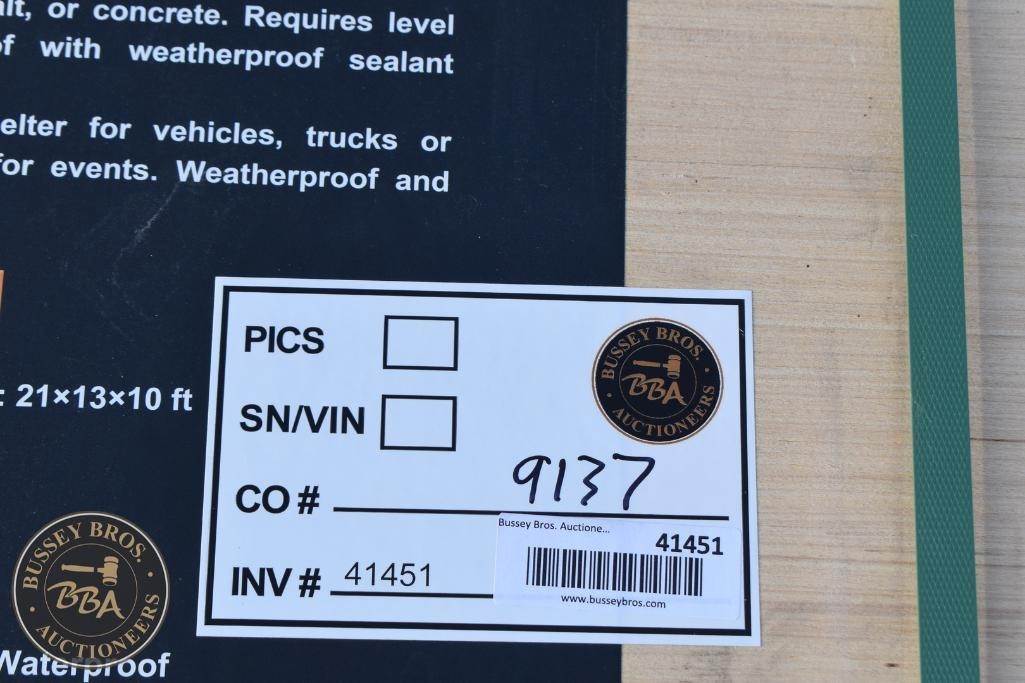 or concrete. Requires level
with weatherproof sealant
for vehicles, trucks or
for events. Weatherproof and
: 21×13×10 ft
PICS
SN/VIN
CO # 9137
INV # 41451
BUSSEY BROS.
BBA
AUCTIONEERS
Bussey Bros. Auctione...
41451
www.busseybros.com
BUSSEY BROS.
BBA
AUCTIONEERS
Waterproof